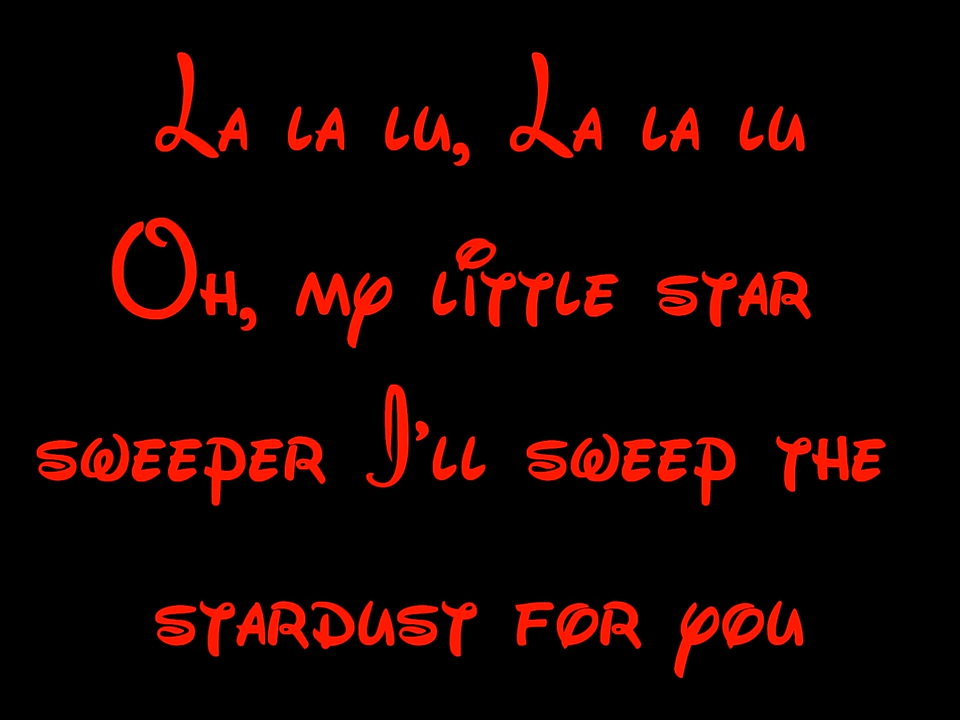 La la lu, La la lu
Oh, my little star
sweeper I'll sweep the
stardust for you